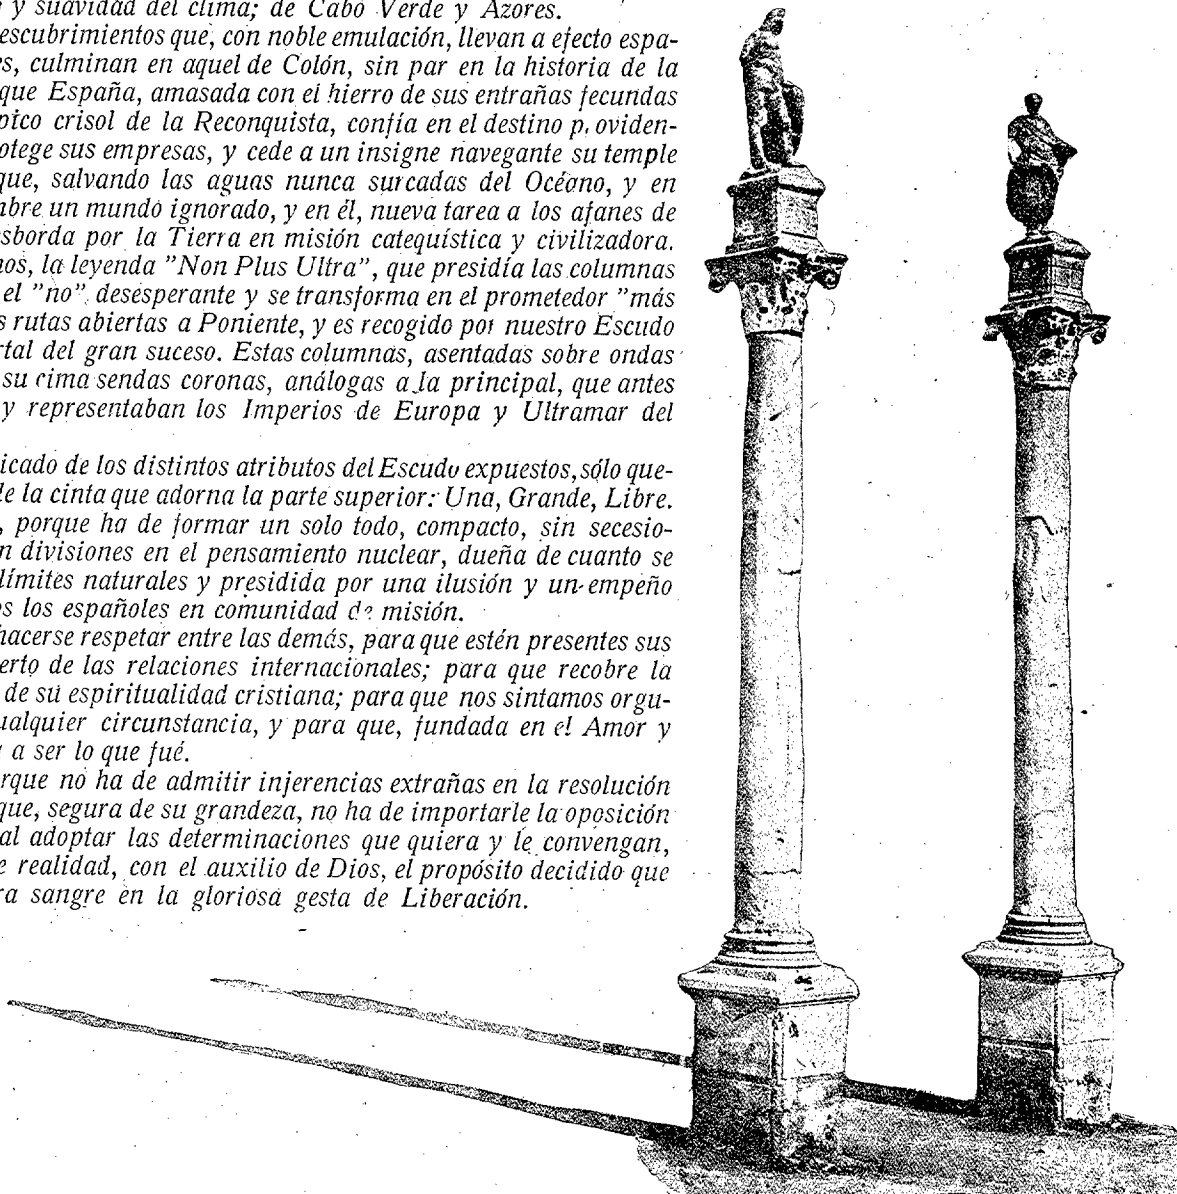 y suavidad del clima; de Cabo Verde y Azores.
escubrimientos que, con noble emulación, llevan a efecto espa-
s, culminan en aquel de Colón, sin par en la historia de la
que España, amasada con el hierro de sus entrañas fecundas
pico crisol de la Reconquista, confía en el destino p.oviden-
otege sus empresas, y cede a un insigne navegante su temple
que, salvando las aguas nunca surcadas del Océano, y en
bre un mundo ignorado, y en él, nueva tarea a los afanes de
sborda por la Tierra en misión catequística y civilizadora.
nos, la leyenda "Non Plus Ultra", que presidía las columnas
el "no" desesperante y se transforma en el prometedor "más
s rutas abiertas a Poniente, y es recogido por nuestro Escudo
rtal del gran suceso. Estas columnas, asentadas sobre ondas
su cima sendas coronas, análogas a la principal, que antes
y representaban los Imperios de Europa y Ultramar del
icado de los distintos atributos del Escudo expuestos, sólo que-
le la cinta que adorna la parte superior: Una, Grande, Libre.
, porque ha de formar un solo todo, compacto, sin secesio-
n divisiones en el pensamiento nuclear, dueña de cuanto se
límites naturales y presidida por una ilusión y un empeño
s los españoles en comunidad de misión.
hacerse respetar entre las demás, para que estén presentes sus
erto de las relaciones internacionales; para que recobre la
de su espiritualidad cristiana; para que nos sintamos orgu-
ualquier circunstancia, y para que, fundada en el Amor y
a ser lo que fué.
rque no ha de admitir injerencias extrañas en la resolución
que, segura de su grandeza, no ha de importarle la oposición
al adoptar las determinaciones que quiera y le convengan,
e realidad, con el auxilio de Dios, el propósito decidido que
ra sangre en la gloriosa gesta de Liberación.